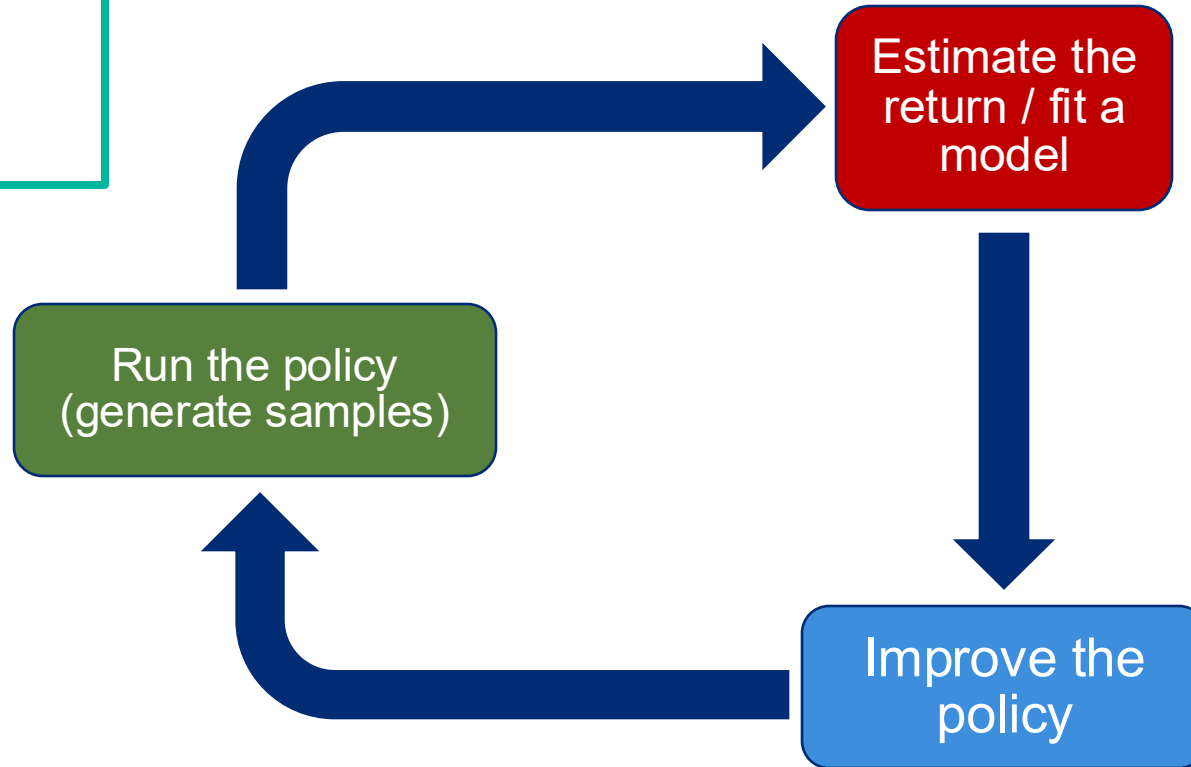 Estimate the
return / fit a
model
Run the policy
(generate samples)
Improve the
policy